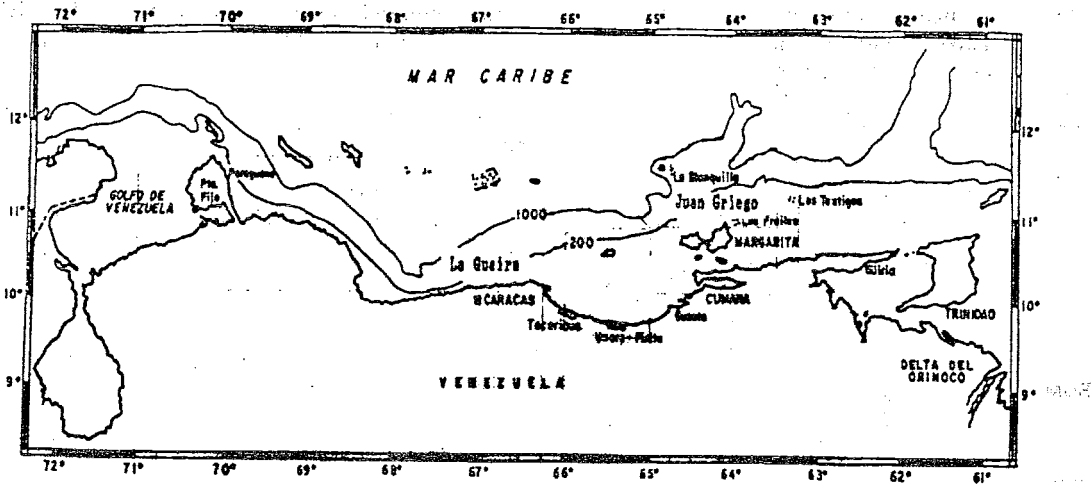 72° 71° 70° 69° 68° 67° 66° 65° 64° 63° 62° 61°
MAR CARIBE
12° 12°
La Blanquilla
Paraguana
Pta.
Fijo
GOLFO DE
VENEZUELA
Los Testigos
Juan Griego
11° 11°
1000
Los Frailes
200
MARGARITA
La Guaira
Güiria
10° 10°
CARACAS
CUMANA
TRINIDAD
Tacarigua
Unare-Píritu
DELTA DEL
ORINOCO
9° 9°
VENEZUELA
72° 71° 70° 69° 68° 67° 66° 65° 64° 63° 62° 61°